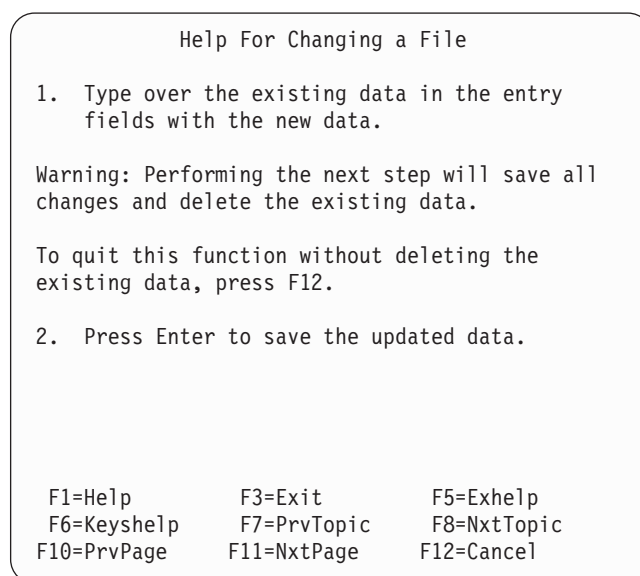 Help For Changing a File
1. Type over the existing data in the entry
fields with the new data.
Warning: Performing the next step will save all
changes and delete the existing data.
To quit this function without deleting the
existing data, press F12.
2. Press Enter to save the updated data.
F1=Help F3=Exit F5=Exhelp
F6=Keyshelp F7=PrvTopic F8=NxtTopic
F10=PrvPage F11=NxtPage F12=Cancel